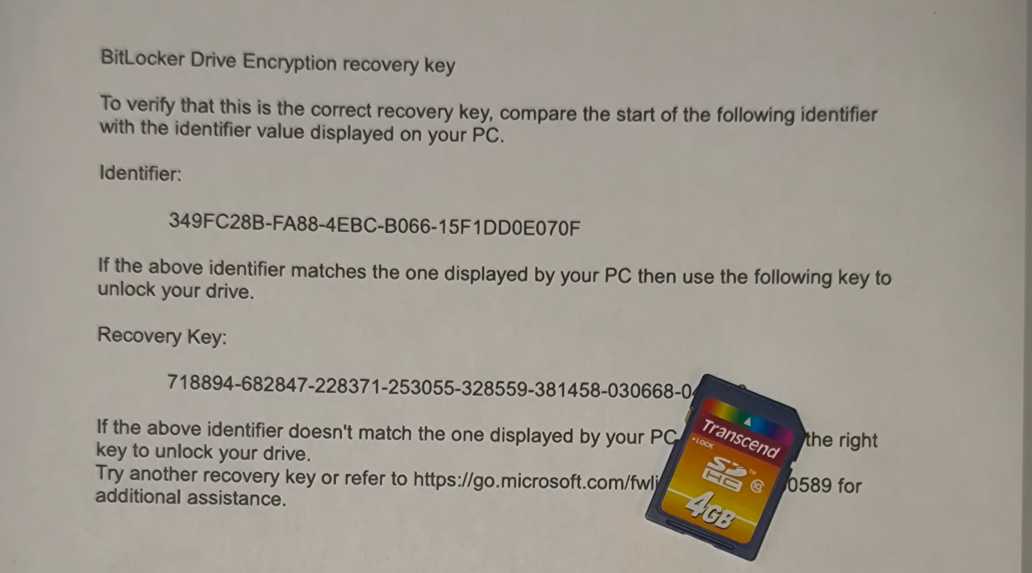 BitLocker Drive Encryption recovery key
To verify that this is the correct recovery key, compare the start of the following identifier
with the identifier value displayed on your PC.
Identifier:
349FC28B-FA88-4EBC-B066-15F1DD0E070F
If the above identifier matches the one displayed by your PC then use the following key to
unlock your drive.
Recovery Key:
718894-682847-228371-253055-328559-381458-030668-0
If the above identifier doesn't match the one displayed by your PC the right
key to unlock your drive.
Try another recovery key or refer to https://go.microsoft.com/fwli 0589 for
additional assistance.
Transcend
LOCK
SD HC
10
4GB